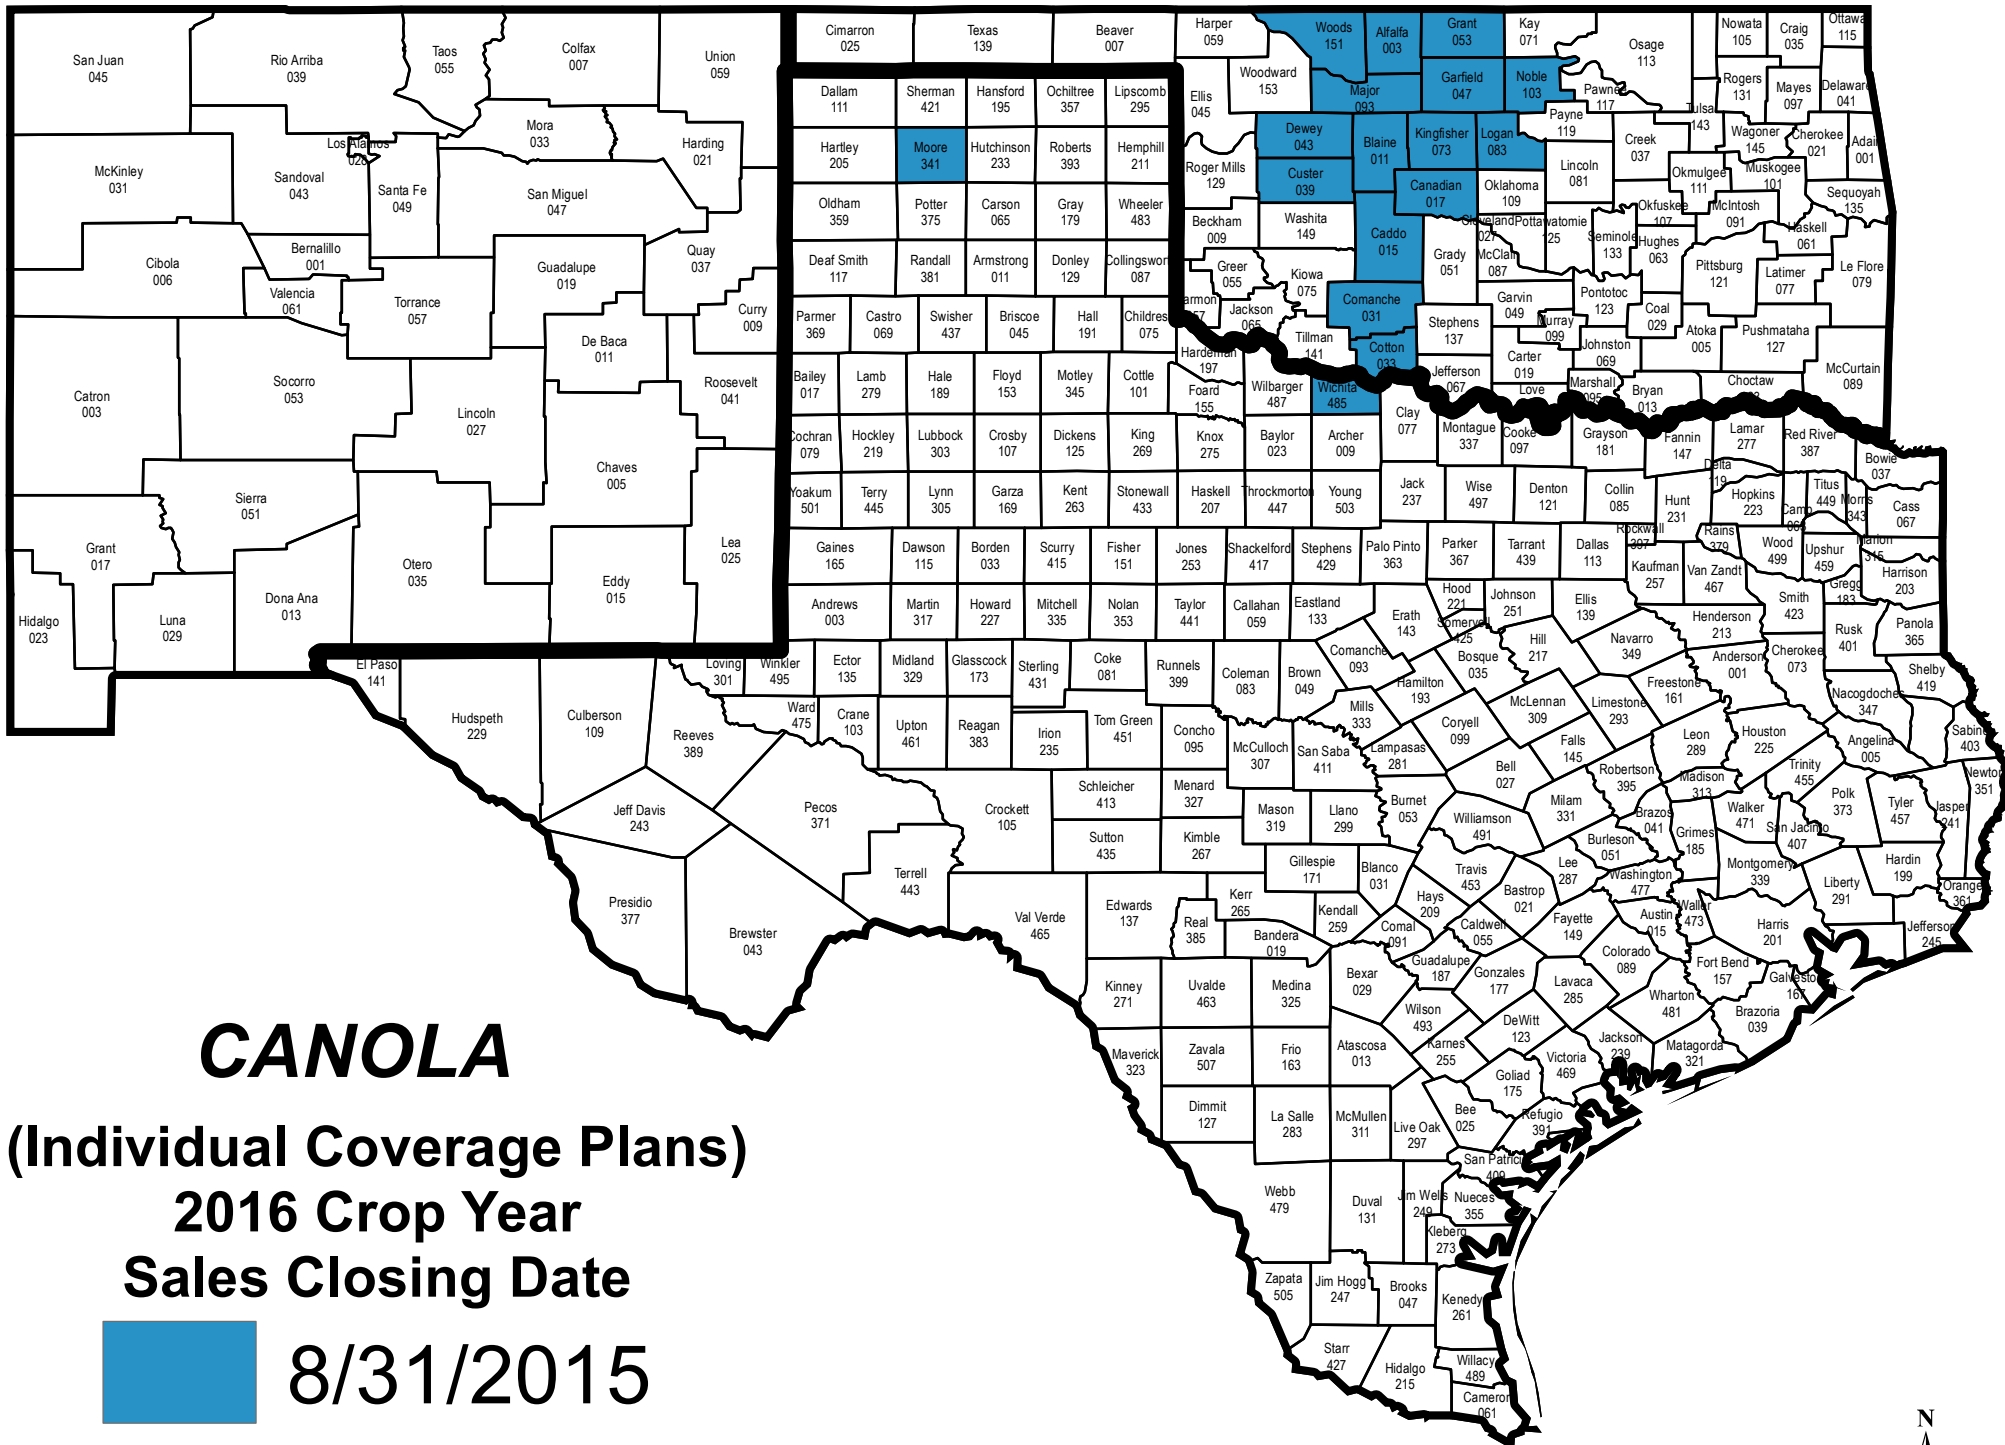 San Juan
045
Rio Arriba
039
Taos
055
Colfax
007
Union
059
McKinley
031
Sandoval
043
Los Alamos
028
Santa Fe
049
Mora
033
Harding
021
San Miguel
047
Cibola
006
Bernalillo
001
Valencia
061
Torrance
057
Guadalupe
019
Quay
037
Curry
009
De Baca
011
Roosevelt
041
Catron
003
Socorro
053
Lincoln
027
Chaves
005
Sierra
051
Grant
017
Hidalgo
023
Luna
029
Dona Ana
013
Otero
035
Eddy
015
Lea
025
Cimarron
025
Texas
139
Beaver
007
Harper
059
Woods
151
Alfalfa
003
Grant
053
Kay
071
Osage
113
Nowata
105
Craig
035
Ottawa
115
Woodward
153
Ellis
045
Major
093
Garfield
047
Noble
103
Pawnee
117
Rogers
131
Mayes
097
Delaware
041
Tulsa
143
Payne
119
Creek
037
Wagoner
145
Cherokee
021
Adair
001
Dewey
043
Blaine
011
Kingfisher
073
Logan
083
Lincoln
081
Okmulgee
111
Muskogee
101
Sequoyah
135
Roger Mills
129
Custer
039
Canadian
017
Oklahoma
109
Okfuskee
107
McIntosh
091
Haskell
061
Beckham
009
Washita
149
Caddo
015
Grady
051
Cleveland
027
Pottawatomie
125
Seminole
133
Hughes
063
Pittsburg
121
Latimer
077
Le Flore
079
McClain
087
Greer
055
Kiowa
075
Jackson
065
Comanche
031
Tillman
141
Cotton
033
Stephens
137
Garvin
049
Murray
099
Pontotoc
123
Coal
029
Atoka
005
Pushmataha
127
McCurtain
089
Johnston
069
Carter
019
Jefferson
067
Love
Marshall
095
Bryan
013
Choctaw
Dallam
111
Sherman
421
Hansford
195
Ochiltree
357
Lipscomb
295
Hartley
205
Moore
341
Hutchinson
233
Roberts
393
Hemphill
211
Oldham
359
Potter
375
Carson
065
Gray
179
Wheeler
483
Deaf Smith
117
Randall
381
Armstrong
011
Donley
129
Collingswor
087
Parmer
369
Castro
069
Swisher
437
Briscoe
045
Hall
191
Childres
075
Hardeman
197
Bailey
017
Lamb
279
Hale
189
Floyd
153
Motley
345
Cottle
101
Foard
155
Wilbarger
487
Wichita
485
Clay
077
Cochran
079
Hockley
219
Lubbock
303
Crosby
107
Dickens
125
King
269
Knox
275
Baylor
023
Archer
009
Montague
337
Cooke
097
Grayson
181
Fannin
147
Lamar
277
Red River
387
Bowie
037
Delta
119
Yoakum
501
Terry
445
Lynn
305
Garza
169
Kent
263
Stonewall
433
Haskell
207
Throckmorton
447
Young
503
Jack
237
Wise
497
Denton
121
Collin
085
Hunt
231
Hopkins
223
Titus
449
Morris
343
Cass
067
Camp
063
Rockwall
397
Rains
379
Wood
499
Upshur
459
Marion
315
Gaines
165
Dawson
115
Borden
033
Scurry
415
Fisher
151
Jones
253
Shackelford
417
Stephens
429
Palo Pinto
363
Parker
367
Tarrant
439
Dallas
113
Kaufman
257
Van Zandt
467
Harrison
203
Gregg
183
Smith
423
Andrews
003
Martin
317
Howard
227
Mitchell
335
Nolan
353
Taylor
441
Callahan
059
Eastland
133
Erath
143
Hood
221
Somervell
425
Johnson
251
Ellis
139
Hill
217
Navarro
349
Henderson
213
Anderson
001
Cherokee
073
Rusk
401
Panola
365
Shelby
419
El Paso
141
Hudspeth
229
Culberson
109
Reeves
389
Loving
301
Winkler
495
Ector
135
Midland
329
Glasscock
173
Sterling
431
Coke
081
Runnels
399
Coleman
083
Brown
049
Comanche
093
Hamilton
193
Bosque
035
McLennan
309
Limestone
293
Freestone
161
Nacogdoches
347
Ward
475
Crane
103
Upton
461
Reagan
383
Irion
235
Tom Green
451
Concho
095
McCulloch
307
San Saba
411
Mills
333
Lampasas
281
Coryell
099
Bell
027
Falls
145
Robertson
395
Leon
289
Houston
225
Madison
313
Trinity
455
Angelina
005
Sabine
403
Newton
351
Jeff Davis
243
Pecos
371
Crockett
105
Schleicher
413
Menard
327
Mason
319
Llano
299
Burnet
053
Williamson
491
Milam
331
Brazos
041
Grimes
185
Walker
471
San Jacinto
407
Polk
373
Tyler
457
Jasper
241
Sutton
435
Kimble
267
Gillespie
171
Blanco
031
Travis
453
Lee
287
Burleson
051
Washington
477
Montgomery
339
Liberty
291
Hardin
199
Orange
361
Presidio
377
Brewster
043
Terrell
443
Val Verde
465
Edwards
137
Real
385
Kerr
265
Bandera
019
Kendall
259
Comal
091
Hays
209
Caldwell
055
Bastrop
021
Fayette
149
Austin
015
Waller
473
Harris
201
Jefferson
245
Kinney
271
Uvalde
463
Medina
325
Bexar
029
Guadalupe
187
Gonzales
177
Lavaca
285
Colorado
089
Fort Bend
157
Galvesto
167
Wharton
481
Brazoria
039
Maverick
323
Zavala
507
Frio
163
Atascosa
013
Wilson
493
Karnes
255
DeWitt
123
Victoria
469
Jackson
239
Matagorda
321
Goliad
175
Dimmit
127
La Salle
283
McMullen
311
Live Oak
297
Bee
025
Refugio
391
San Patrici
409
Webb
479
Duval
131
Jim Wells
249
Nueces
355
Kleberg
273
Zapata
505
Jim Hogg
247
Brooks
047
Kenedy
261
Starr
427
Hidalgo
215
Willacy
489
Cameron
061
CANOLA
(Individual Coverage Plans)
2016 Crop Year
Sales Closing Date
8/31/2015
N